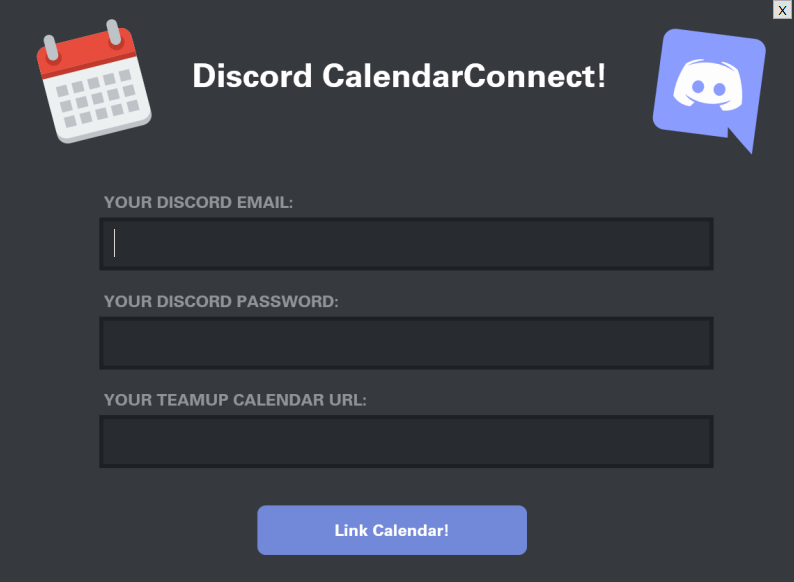 X
Discord CalendarConnect!
YOUR DISCORD EMAIL:
YOUR DISCORD PASSWORD:
YOUR TEAMUP CALENDAR URL:
Link Calendar!